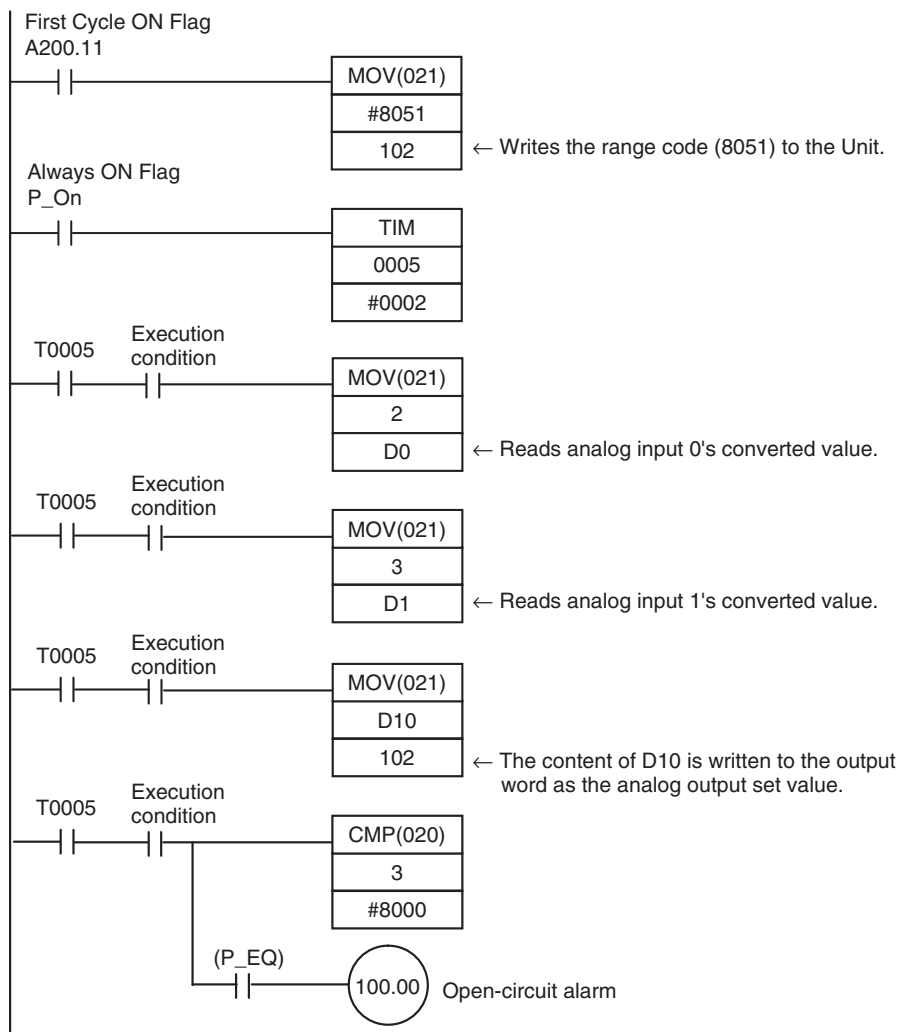 First Cycle ON Flag
A200.11
MOV(021)
#8051
102
← Writes the range code (8051) to the Unit.
Always ON Flag
P_On
TIM
0005
#0002
T0005
Execution
condition
MOV(021)
2
D0
← Reads analog input 0's converted value.
T0005
Execution
condition
MOV(021)
3
D1
← Reads analog input 1's converted value.
T0005
Execution
condition
MOV(021)
D10
102
← The content of D10 is written to the output
word as the analog output set value.
T0005
Execution
condition
CMP(020)
3
#8000
(P_EQ)
100.00
Open-circuit alarm